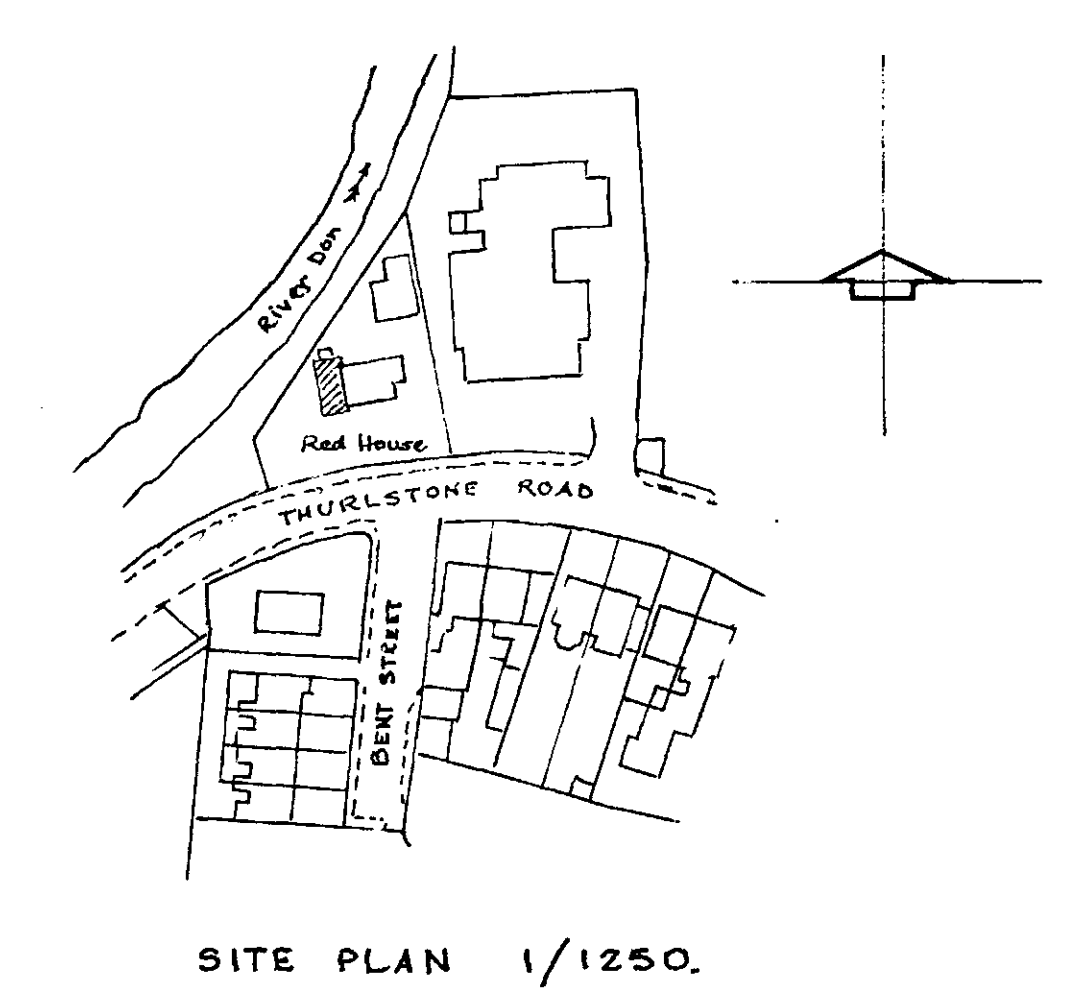 River Don
Red House
THURLSTONE ROAD
BENT STREET
SITE PLAN 1/1250.